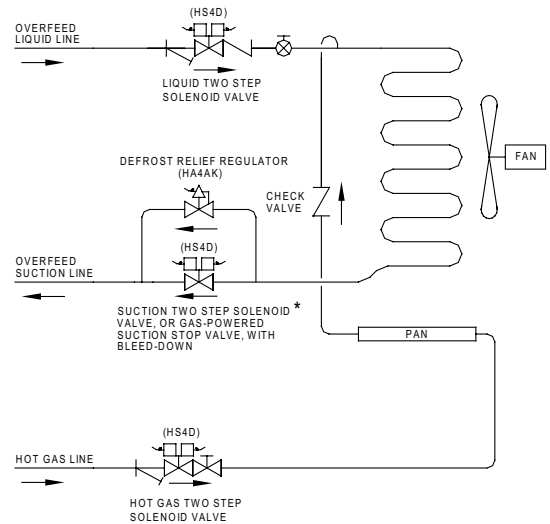 (HS4D)
OVERFEED
LIQUID LINE
LIQUID TWO STEP
SOLENOID VALVE
DEFROST RELIEF REGULATOR
(HA4AK)
CHECK
VALVE
FAN
(HS4D)
OVERFEED
SUCTION LINE
SUCTION TWO STEP SOLENOID *
VALVE, OR GAS-POWERED
SUCTION STOP VALVE, WITH
BLEED-DOWN
PAN
(HS4D)
HOT GAS LINE
HOT GAS TWO STEP
SOLENOID VALVE